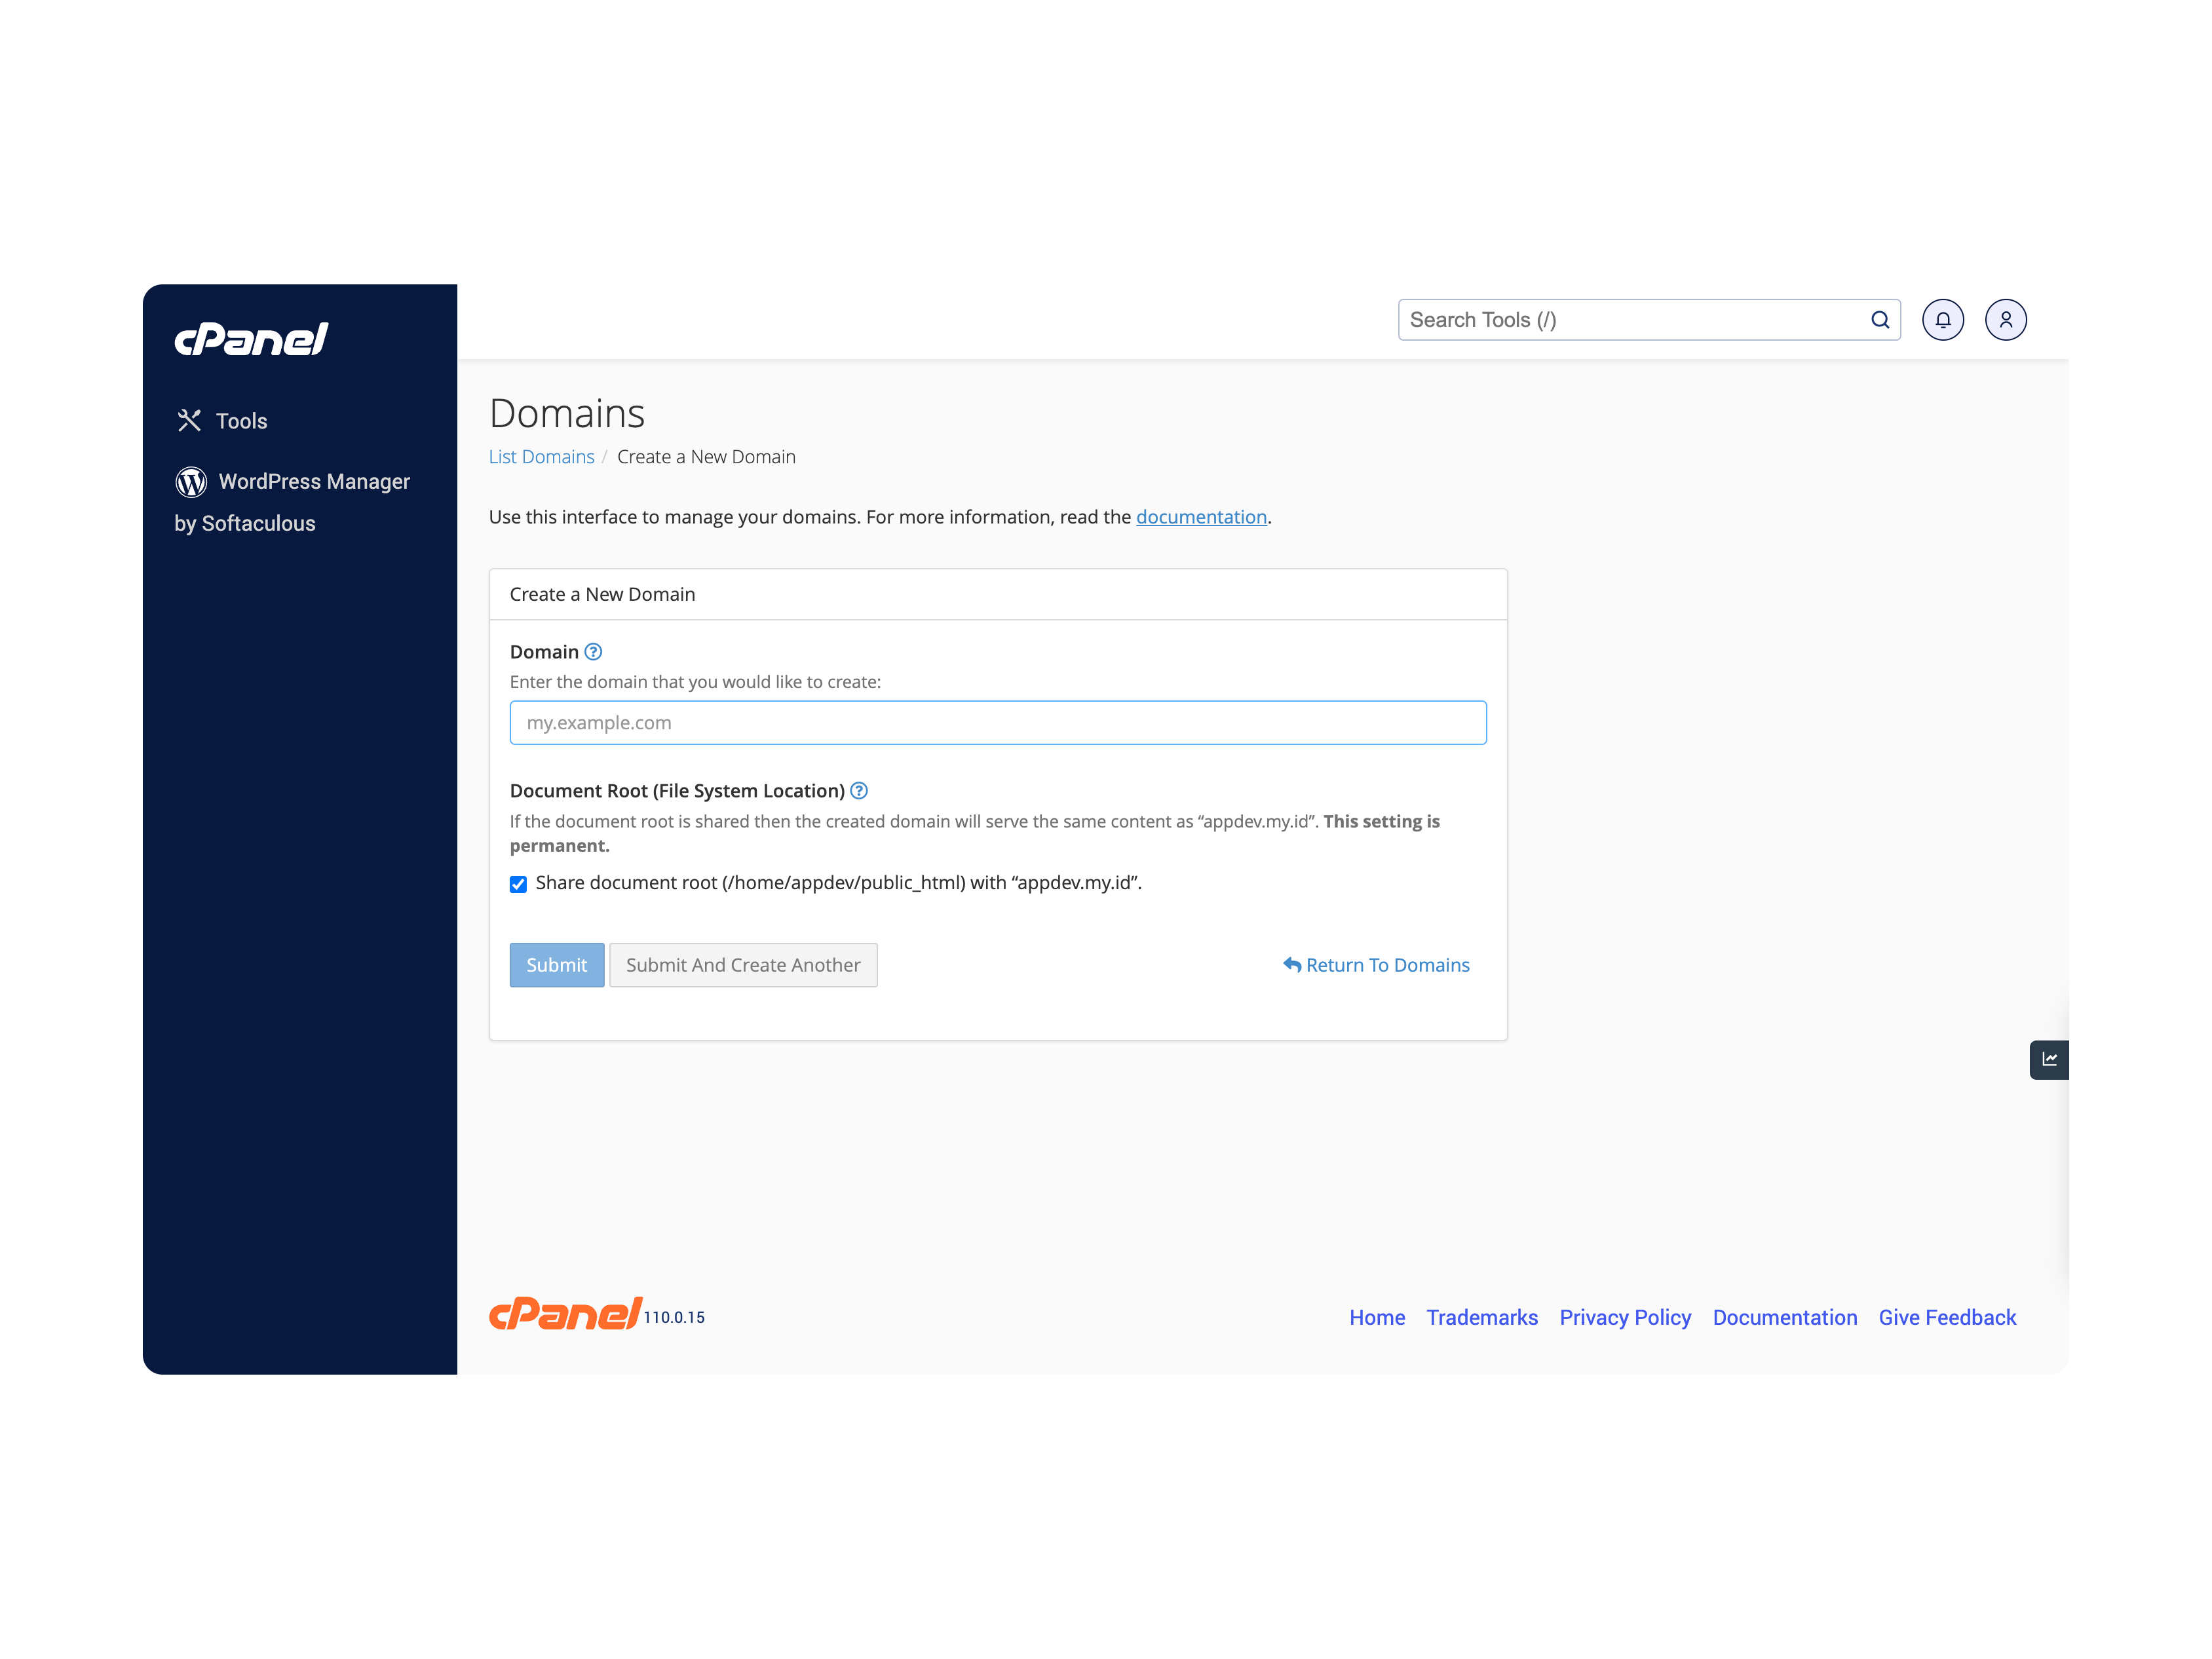 cPanel
Search Tools (/)
Tools
WordPress Manager
by Softaculous
Domains
List Domains / Create a New Domain
Use this interface to manage your domains. For more information, read the documentation.
Create a New Domain
Domain
Enter the domain that you would like to create:
my.example.com
Document Root (File System Location)
If the document root is shared then the created domain will serve the same content as “appdev.my.id”. This setting is
permanent.
Share document root (/home/appdev/public_html) with “appdev.my.id”.
Submit
Submit And Create Another
Return To Domains
cPanel 110.0.15
Home Trademarks Privacy Policy Documentation Give Feedback